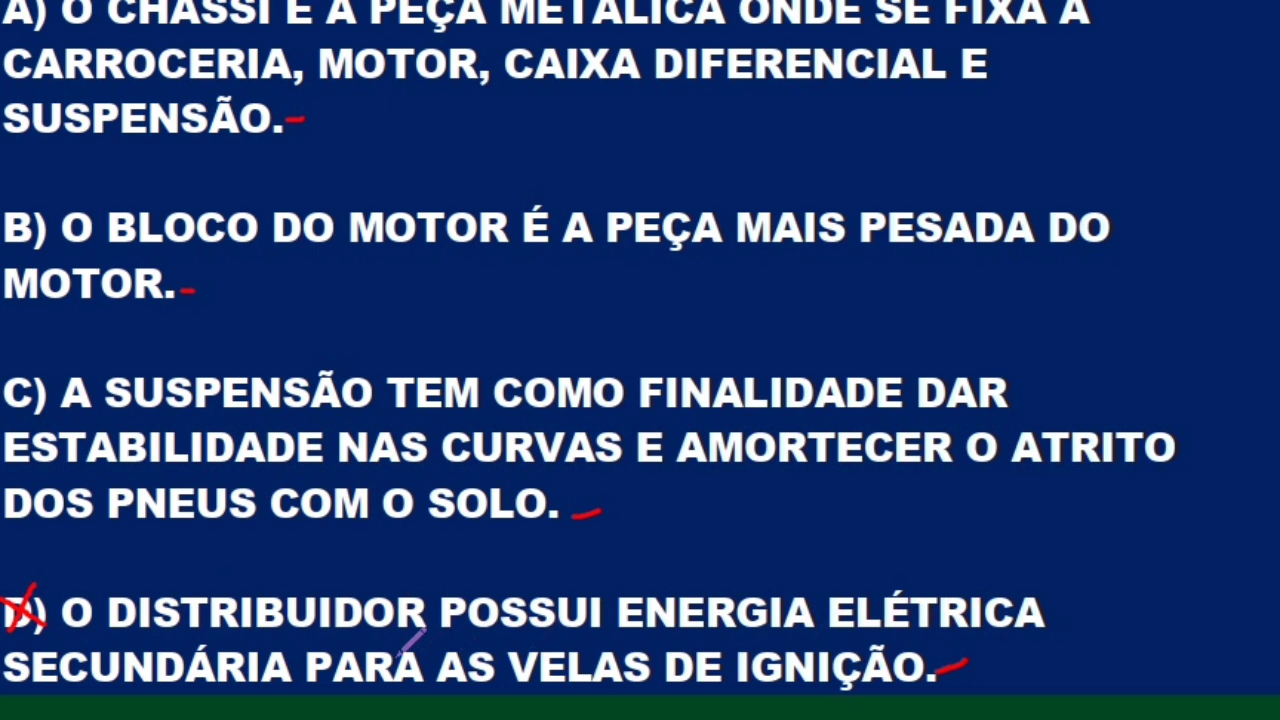 A) O CHASSI É A PEÇA METÁLICA ONDE SE FIXA A
CARROCERIA, MOTOR, CAIXA DIFERENCIAL E
SUSPENSÃO.
B) O BLOCO DO MOTOR É A PEÇA MAIS PESADA DO
MOTOR.
C) A SUSPENSÃO TEM COMO FINALIDADE DAR
ESTABILIDADE NAS CURVAS E AMORTECER O ATRITO
DOS PNEUS COM O SOLO.
D) O DISTRIBUIDOR POSSUI ENERGIA ELÉTRICA
SECUNDÁRIA PARA AS VELAS DE IGNIÇÃO.